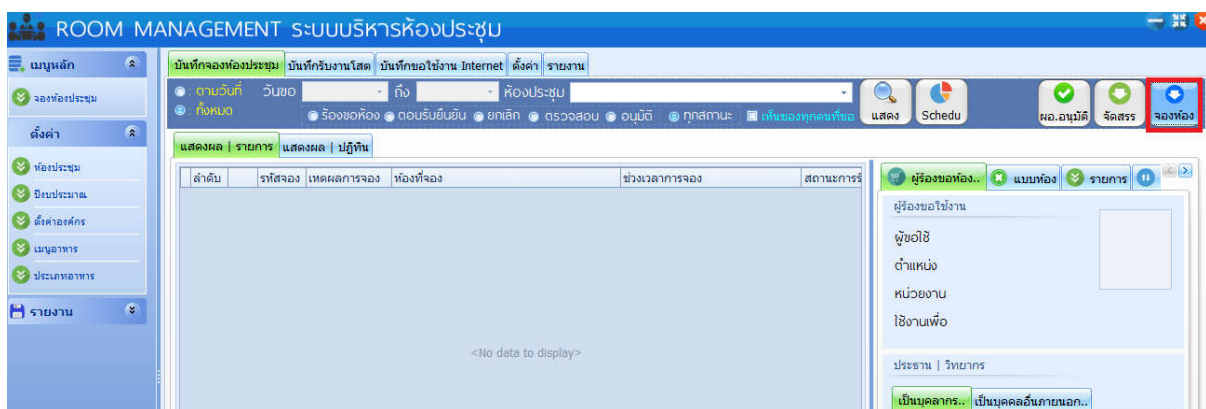 ROOM MANAGEMENT ระบบบริหารห้องประชุม
เมนูหลัก
จองห้องประชุม
ตั้งค่า
ห้องประชุม
ปีงบประมาณ
ตั้งค่าองค์กร
เมนูอาหาร
ประเภทอาหาร
รายงาน
บันทึกจองห้องประชุม บันทึกรับงานโสต บันทึกขอใช้งาน Internet ตั้งค่า รายงาน
: ตามวันที่ วันขอ ถึง ห้องประชุม
: ทั้งหมด ร้องขอห้อง ตอบรับยืนยัน ยกเลิก ตรวจสอบ อนุมัติ ทุกสถานะ เห็นของทุกคนที่ขอ
แสดง Schedu ผอ.อนุมัติ จัดสรร จองห้อง
แสดงผล | รายการ แสดงผล | ปฏิทิน
ลำดับ รหัสจอง เหตผลการจอง ห้องที่จอง ช่วงเวลาการจอง สถานะการร้
<No data to display>
ผู้ร้องขอห้อง.. แบบห้อง รายการ
ผู้ร้องขอใช้งาน
ผู้ขอใช้
ตำแหน่ง
หน่วยงาน
ใช้งานเพื่อ
ประธาน | วิทยากร
เป็นบุคลากร.. เป็นบุคคลอื่นภายนอก..